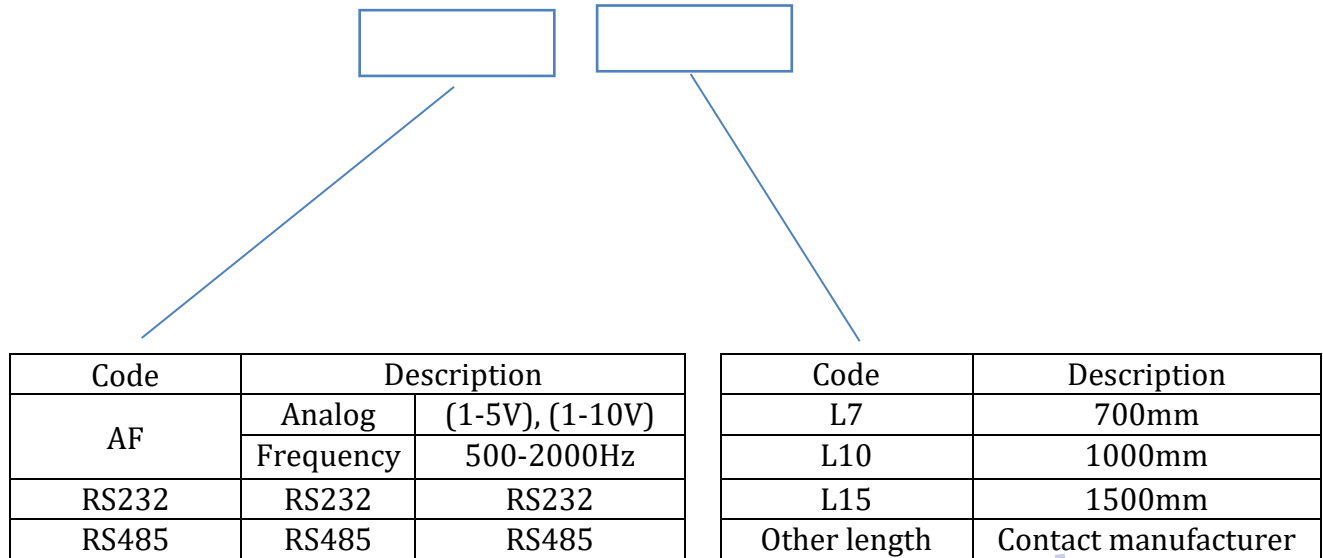 Code Description
AF Analog (1-5V), (1-10V)
Frequency 500-2000Hz
RS232 RS232 RS232
RS485 RS485 RS485
Code Description
L7 700mm
L10 1000mm
L15 1500mm
Other length Contact manufacturer